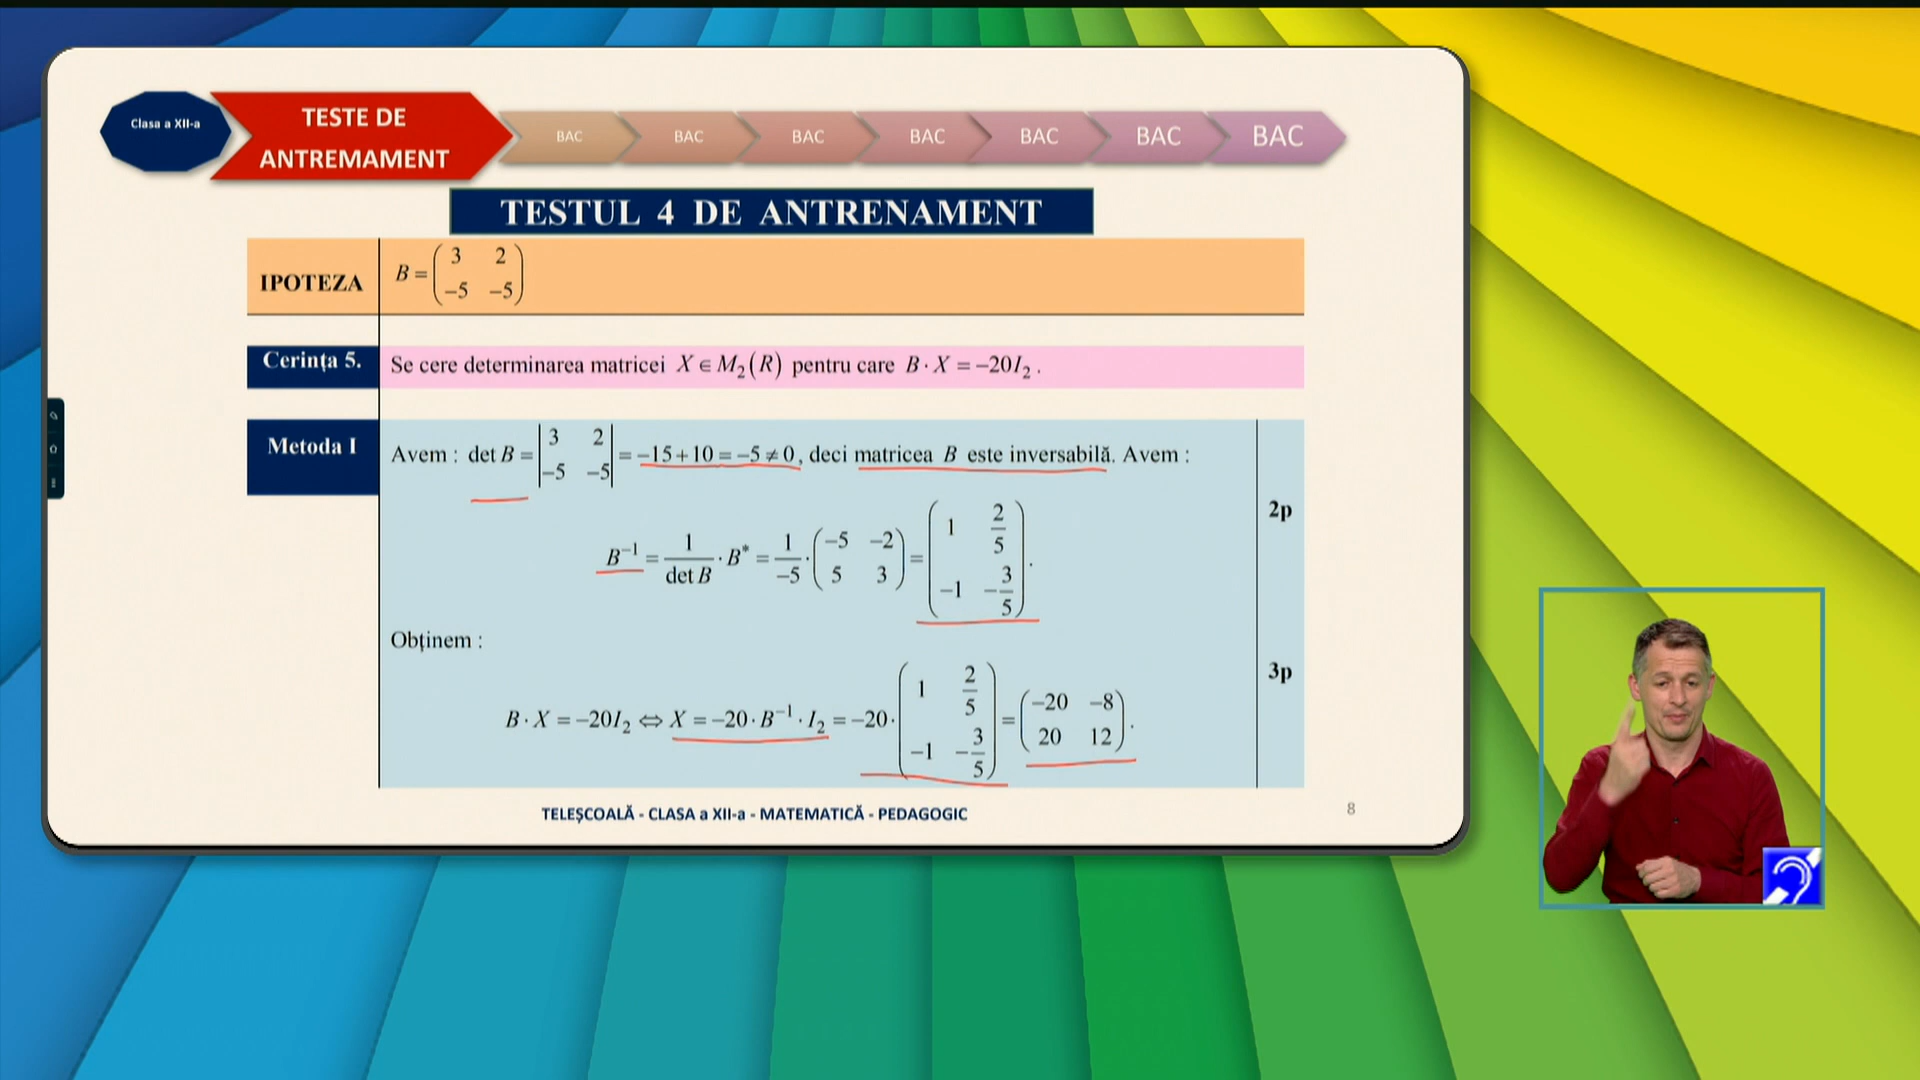 Clasa a XII-a
TESTE DE
ANTREMAMENT
BAC BAC BAC BAC BAC BAC BAC
TESTUL 4 DE ANTRENAMENT
IPOTEZA
B = ( 3 2
-5 -5 )
Cerința 5.
Se cere determinarea matricei X ∈ M₂(R) pentru care B · X = −20I₂ .
Metoda I
Avem : det B = | 3 2 ; −5 −5 | = −15+10 = −5 ≠ 0, deci matricea B este inversabilă. Avem :
2p
B⁻¹ = 1/det B · B* = 1/−5 · ( −5 −2 ; 5 3 ) = ( 1 2/5 ; −1 −3/5 ).
Obținem :
3p
B · X = −20I₂ ⇔ X = −20 · B⁻¹ · I₂ = −20 · ( 1 2/5 ; −1 −3/5 ) = ( −20 −8 ; 20 12 ).
TELEȘCOALĂ - CLASA a XII-a - MATEMATICĂ - PEDAGOGIC
8